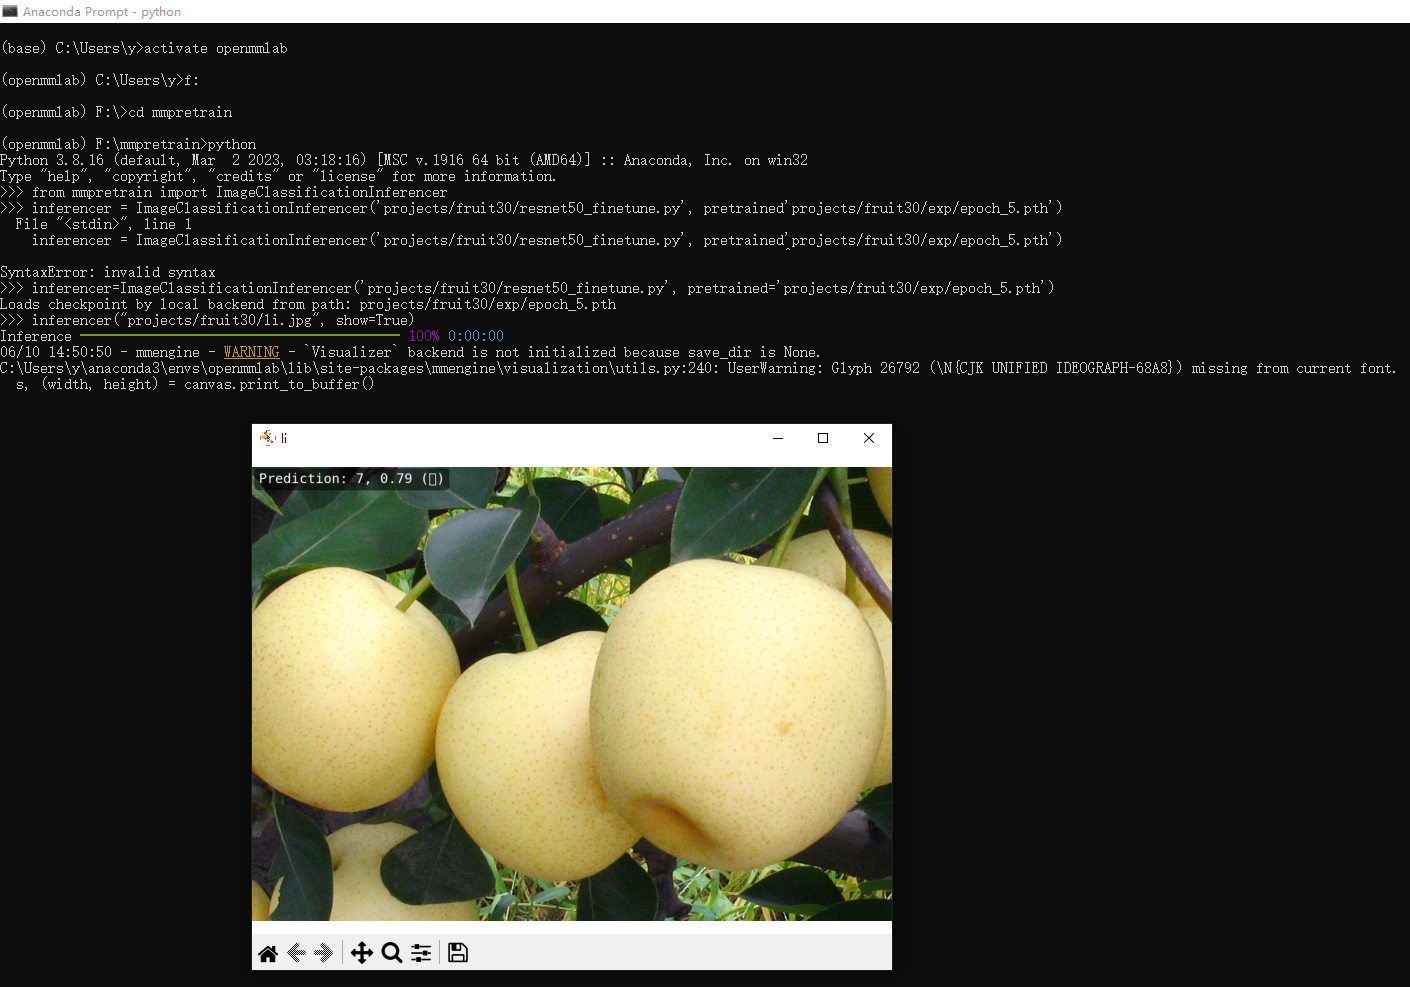 Anaconda Prompt - python
(base) C:\Users\y>activate openmmlab
(openmmlab) C:\Users\y>f:
(openmmlab) F:\>cd mmpretrain
(openmmlab) F:\mmpretrain>python
Python 3.8.16 (default, Mar  2 2023, 03:18:16) [MSC v.1916 64 bit (AMD64)] :: Anaconda, Inc. on win32
Type "help", "copyright", "credits" or "license" for more information.
>>> from mmpretrain import ImageClassificationInferencer
>>> inferencer = ImageClassificationInferencer('projects/fruit30/resnet50_finetune.py', pretrained'projects/fruit30/exp/epoch_5.pth')
  File "<stdin>", line 1
    inferencer = ImageClassificationInferencer('projects/fruit30/resnet50_finetune.py', pretrained'projects/fruit30/exp/epoch_5.pth')
^
SyntaxError: invalid syntax
>>> inferencer=ImageClassificationInferencer('projects/fruit30/resnet50_finetune.py', pretrained='projects/fruit30/exp/epoch_5.pth')
Loads checkpoint by local backend from path: projects/fruit30/exp/epoch_5.pth
>>> inferencer("projects/fruit30/li.jpg", show=True)
Inference ━━━━━━━━━━━━━━━━━━━━━━━━━━━━━━━━━━━━━━━━ 100% 0:00:00
06/10 14:50:50 - mmengine - WARNING - `Visualizer` backend is not initialized because save_dir is None.
C:\Users\y\anaconda3\envs\openmmlab\lib\site-packages\mmengine\visualization\utils.py:240: UserWarning: Glyph 26792 (\N{CJK UNIFIED IDEOGRAPH-68A8}) missing from current font.
  s, (width, height) = canvas.print_to_buffer()
li
Prediction: 7, 0.79 (▯)